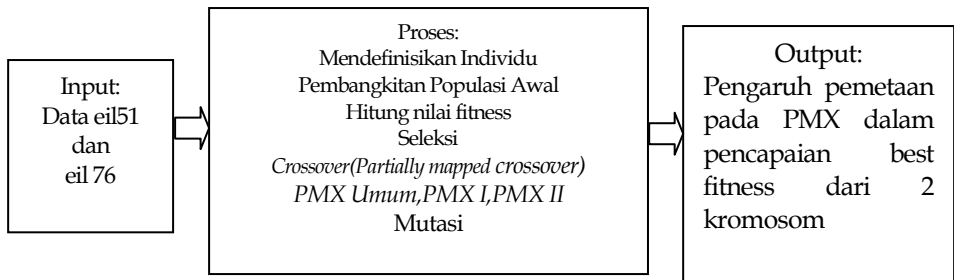 Input:
Data eil51
dan
eil 76
Proses:
Mendefinisikan Individu
Pembangkitan Populasi Awal
Hitung nilai fitness
Seleksi
Crossover(Partially mapped crossover)
PMX Umum,PMX I,PMX II
Mutasi
Output:
Pengaruh pemetaan
pada PMX dalam
pencapaian best
fitness dari 2
kromosom